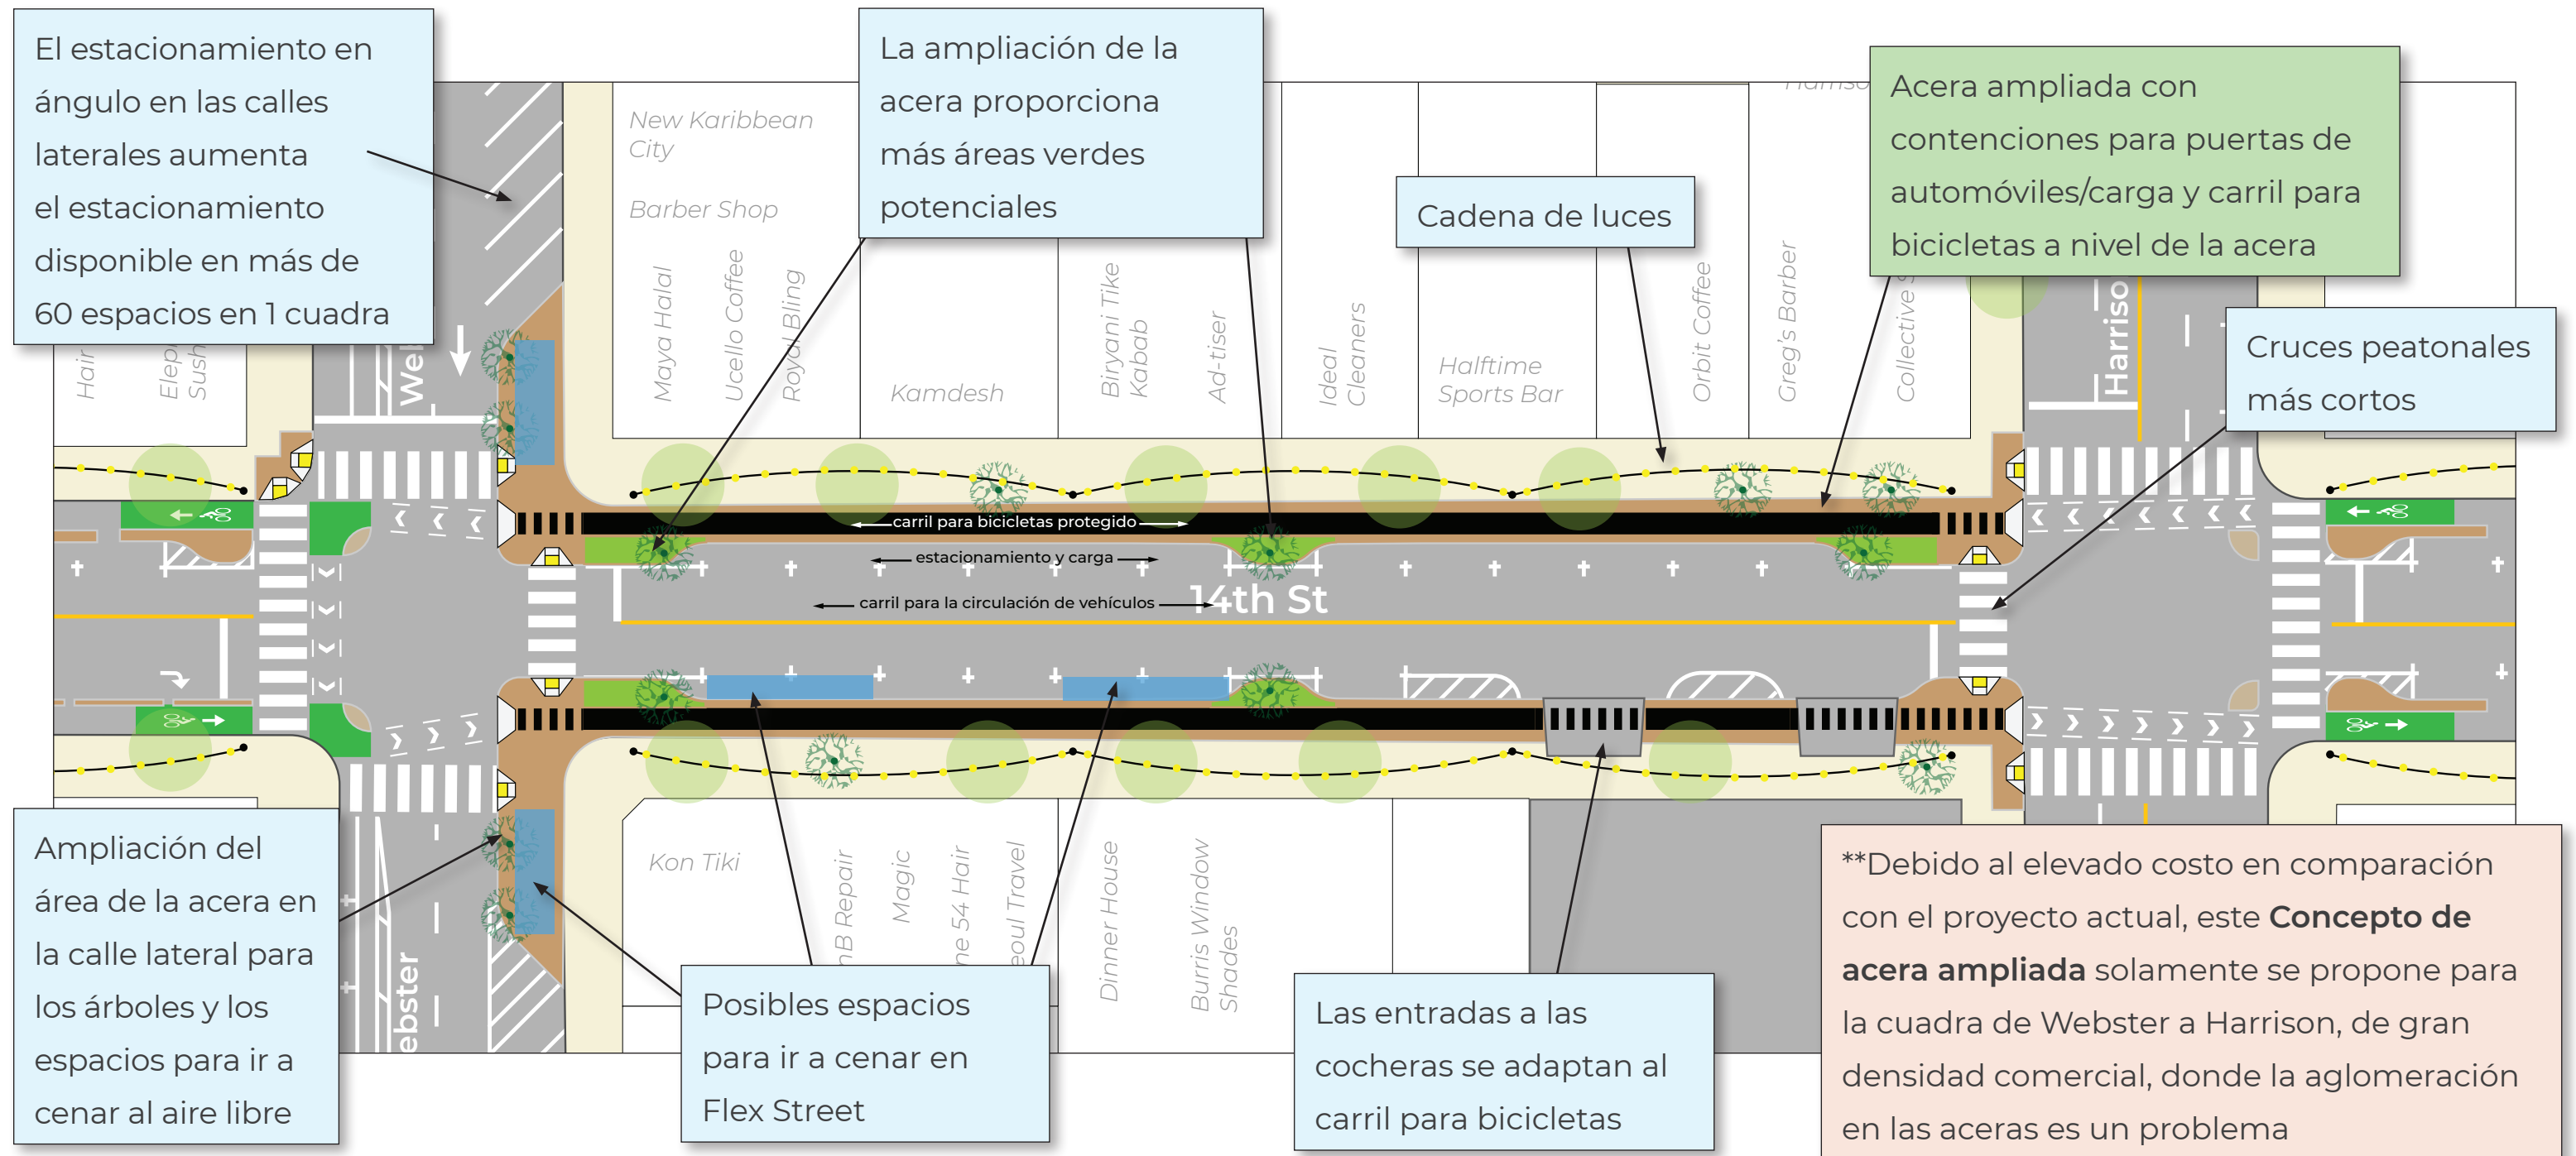 El estacionamiento en
ángulo en las calles
laterales aumenta
el estacionamiento
disponible en más de
60 espacios en 1 cuadra
La ampliación de la
acera proporciona
más áreas verdes
potenciales
Cadena de luces
Acera ampliada con
contenciones para puertas de
automóviles/carga y carril para
bicicletas a nivel de la acera
Cruces peatonales
más cortos
New Karibbean
City
Barber Shop
Maya Halal
Ucello Coffee
Royal Bling
Kamdesh
Biryani Tike
Kabab
Ad-tiser
Ideal
Cleaners
Halftime
Sports Bar
Orbit Coffee
Greg's Barber
Collective
Hair
carril para bicicletas protegido
estacionamiento y carga
carril para la circulación de vehículos
14th St
Kon Tiki
Magic
Dinner House
Burris Window
Shades
Ampliación del
área de la acera en
la calle lateral para
los árboles y los
espacios para ir a
cenar al aire libre
Posibles espacios
para ir a cenar en
Flex Street
Las entradas a las
cocheras se adaptan al
carril para bicicletas
**Debido al elevado costo en comparación
con el proyecto actual, este Concepto de
acera ampliada solamente se propone para
la cuadra de Webster a Harrison, de gran
densidad comercial, donde la aglomeración
en las aceras es un problema